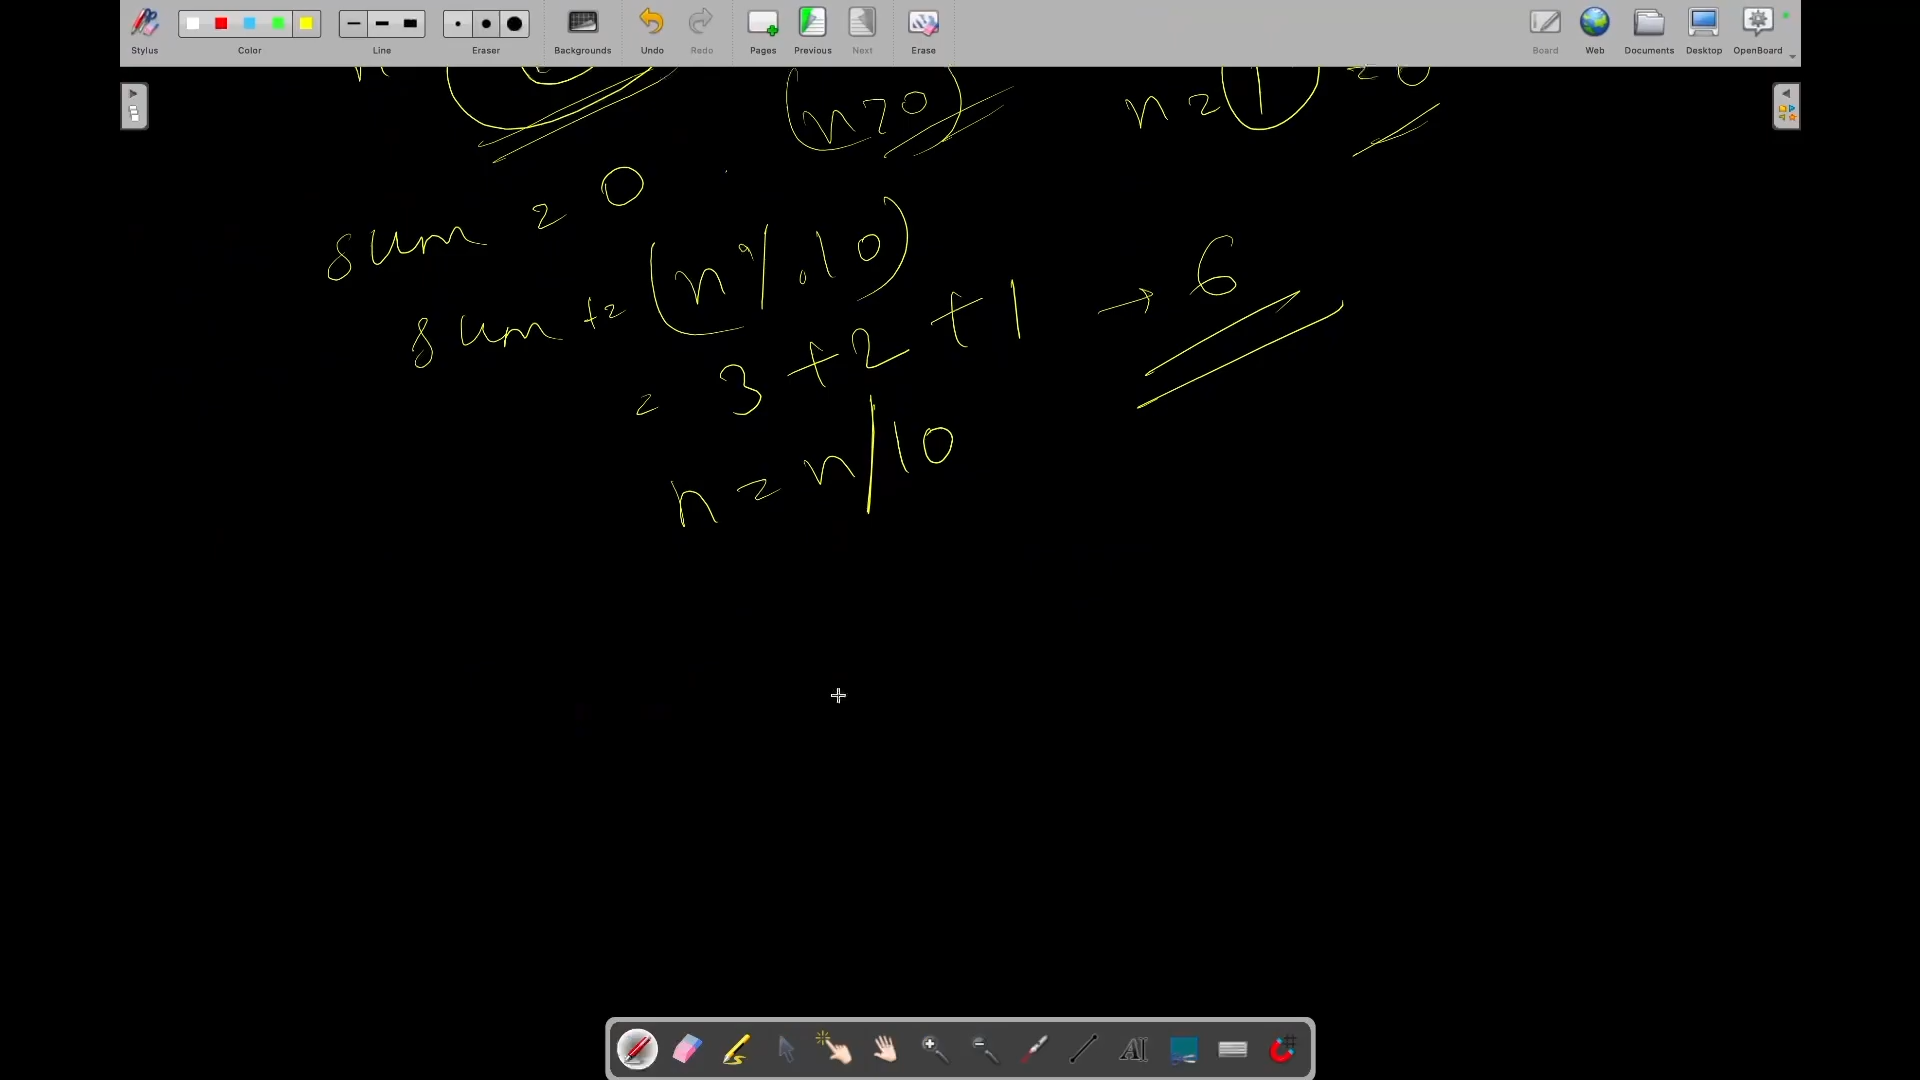 Stylus Color Line Eraser Backgrounds Undo Redo Pages Previous Next Erase Board Web Documents Desktop OpenBoard
n (n>0) n = 1 = 0
sum = 0
sum += (n%10) → 6
= 3+2+1
n = n/10